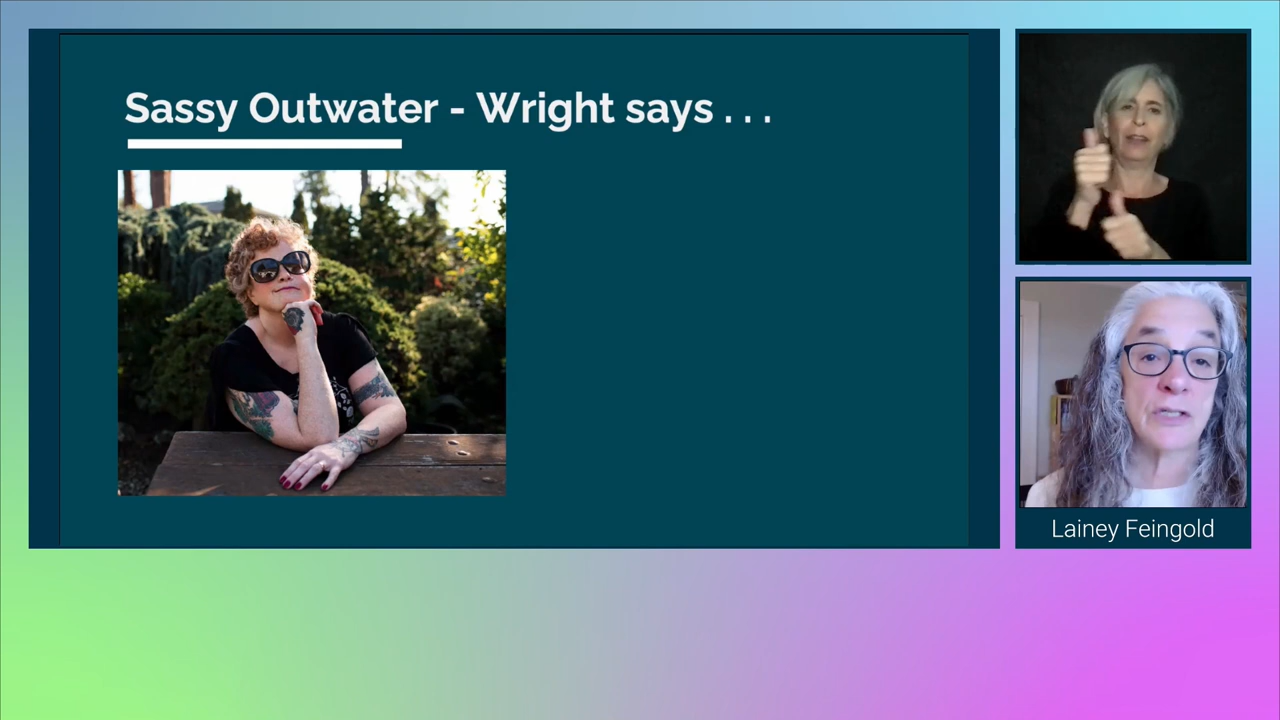 Sassy Outwater - Wright says . . .
Lainey Feingold